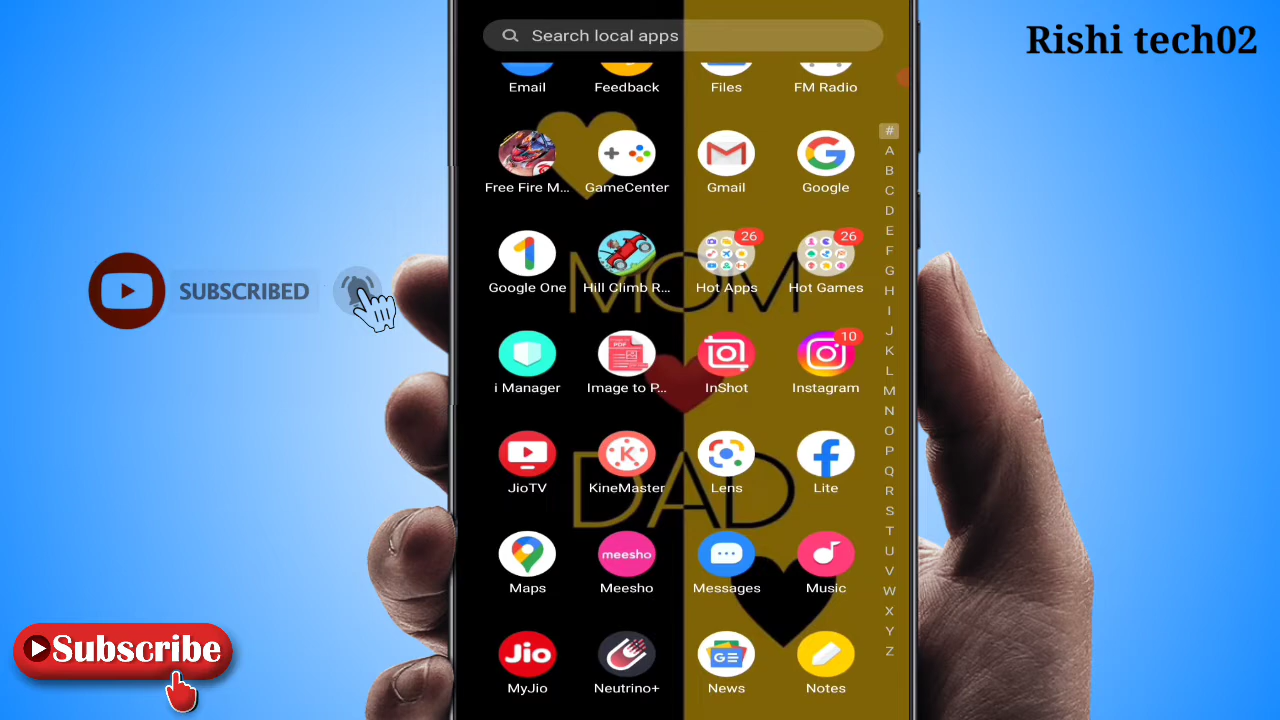 Rishi tech02
Search local apps
Email
Feedback
Files
FM Radio
#
A
B
C
D
E
F
G
H
I
J
K
L
M
N
O
P
Q
R
S
T
U
V
W
X
Y
Z
Free Fire M...
GameCenter
Gmail
Google
26
26
Google One
Hill Climb R...
Hot Apps
Hot Games
MOM
SUBSCRIBED
PDF
10
i Manager
Image to P...
InShot
Instagram
K
JioTV
KineMaster
Lens
Lite
DAD
meesho
Maps
Meesho
Messages
Music
Subscribe
Jio
GE
MyJio
Neutrino+
News
Notes